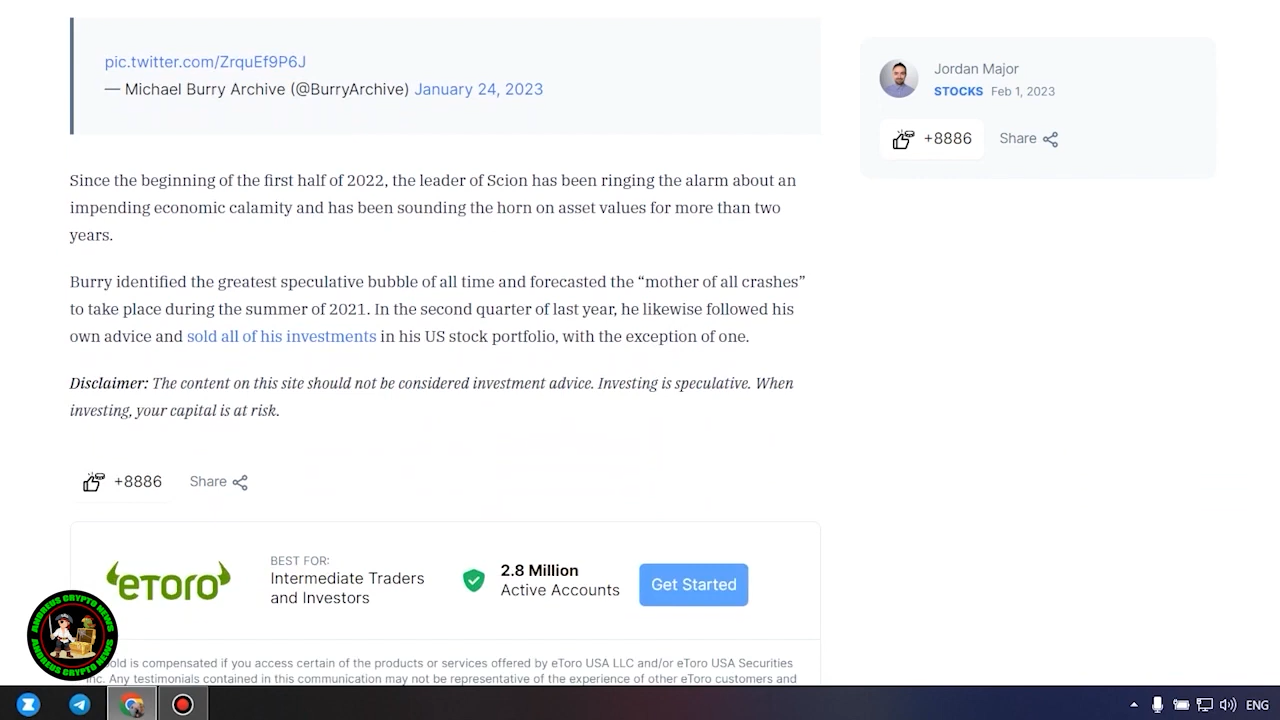 pic.twitter.com/ZrquEf9P6J
— Michael Burry Archive (@BurryArchive) January 24, 2023
Jordan Major
STOCKS Feb 1, 2023
+8886 Share
Since the beginning of the first half of 2022, the leader of Scion has been ringing the alarm about an
impending economic calamity and has been sounding the horn on asset values for more than two
years.
Burry identified the greatest speculative bubble of all time and forecasted the “mother of all crashes”
to take place during the summer of 2021. In the second quarter of last year, he likewise followed his
own advice and sold all of his investments in his US stock portfolio, with the exception of one.
Disclaimer: The content on this site should not be considered investment advice. Investing is speculative. When
investing, your capital is at risk.
+8886 Share
eToro
BEST FOR:
Intermediate Traders
and Investors
2.8 Million
Active Accounts
Get Started
ANDREUS CRYPTO NEWS
ANDREUS CRYPTO NEWS
is compensated if you access certain of the products or services offered by eToro USA LLC and/or eToro USA Securities
Inc. Any testimonials contained in this communication may not be representative of the experience of other eToro customers and
ENG